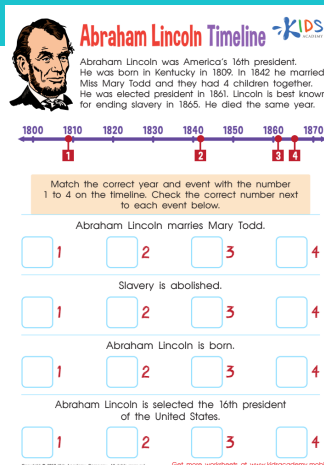 Abraham Lincoln Timeline
KIDS
ACADEMY
Abraham Lincoln was America's 16th president.
He was born in Kentucky in 1809. In 1842 he married
Miss Mary Todd and they had 4 children together.
He was elected president in 1861. Lincoln is best known
for ending slavery in 1865. He died the same year.
1800 1810 1820 1830 1840 1850 1860 1870
1 2 3 4
Match the correct year and event with the number
1 to 4 on the timeline. Check the correct number next
to each event below.
Abraham Lincoln marries Mary Todd.
1 2 3 4
Slavery is abolished.
1 2 3 4
Abraham Lincoln is born.
1 2 3 4
Abraham Lincoln is selected the 16th president
of the United States.
1 2 3 4
Get more worksheets at www.kidsacademy.mobi